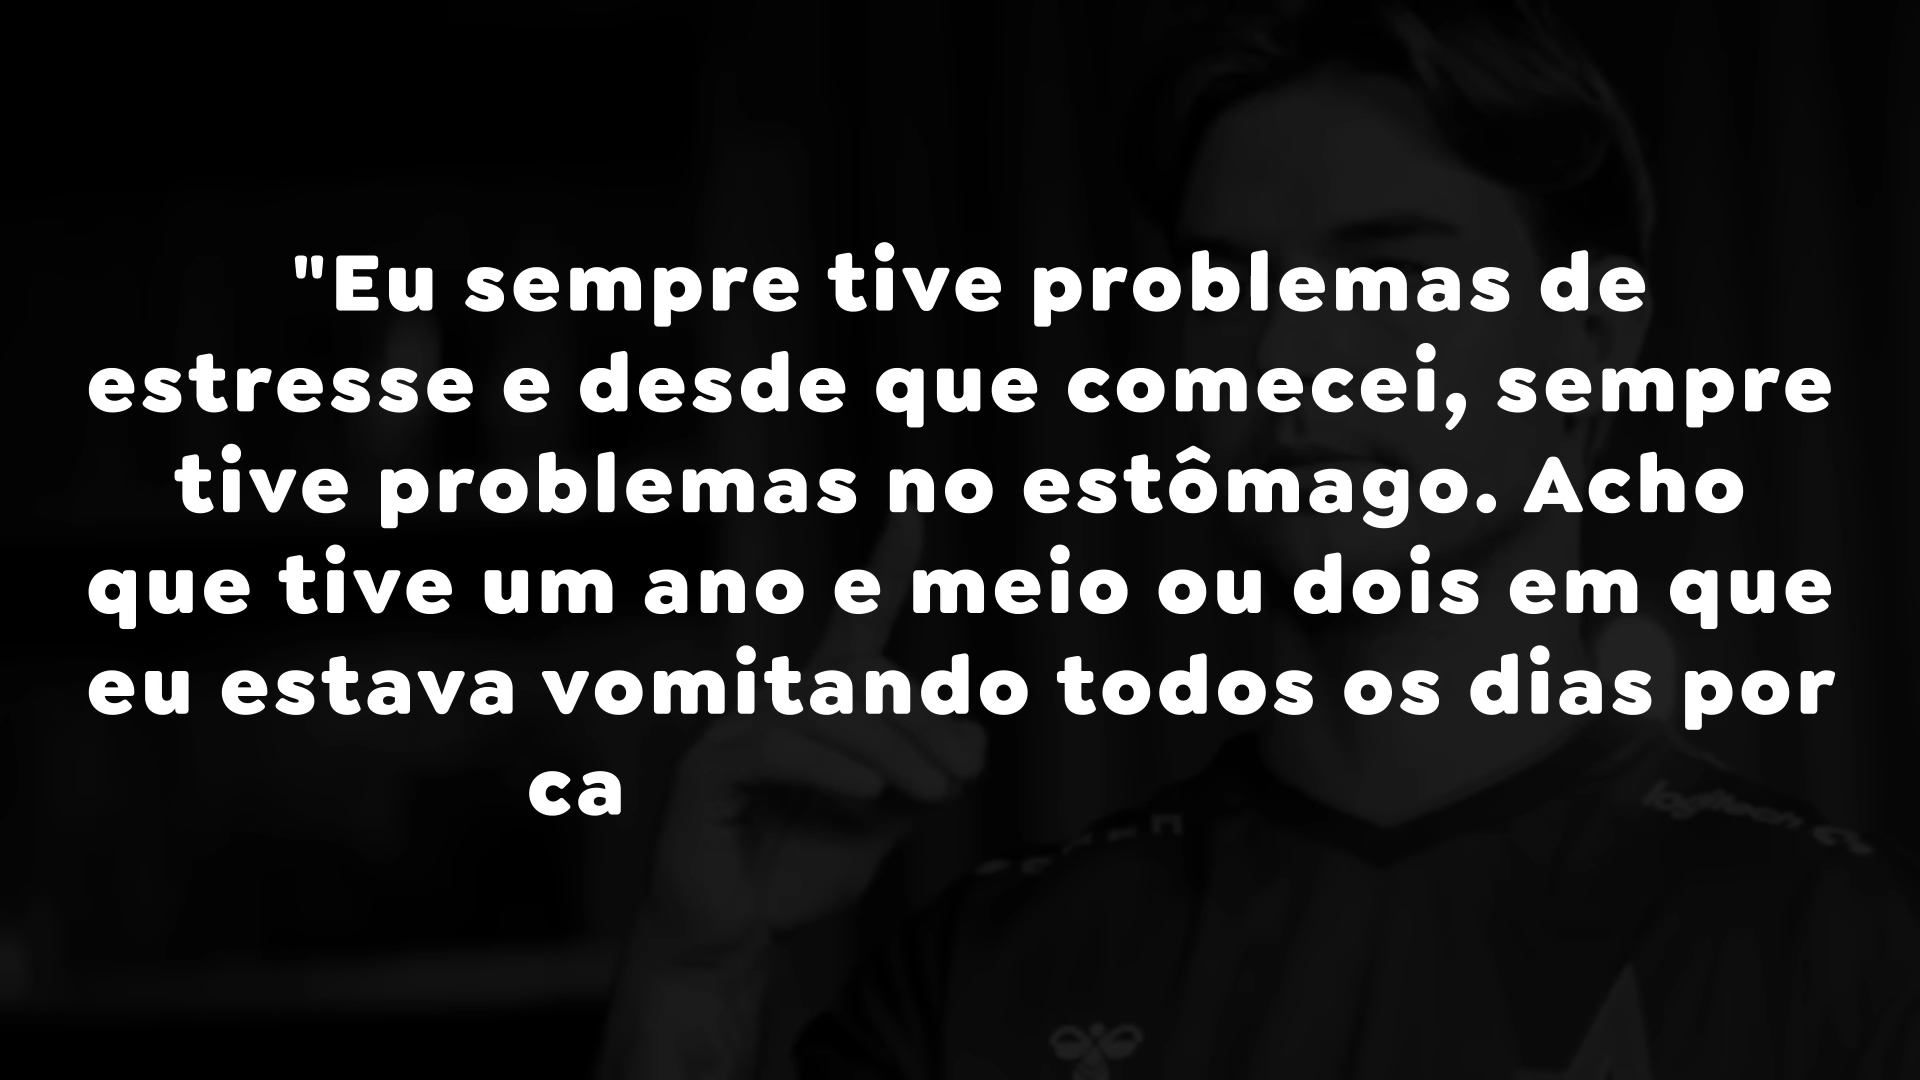 "Eu sempre tive problemas de
estresse e desde que comecei, sempre
tive problemas no estômago. Acho
que tive um ano e meio ou dois em que
eu estava vomitando todos os dias por
ca
logitech G